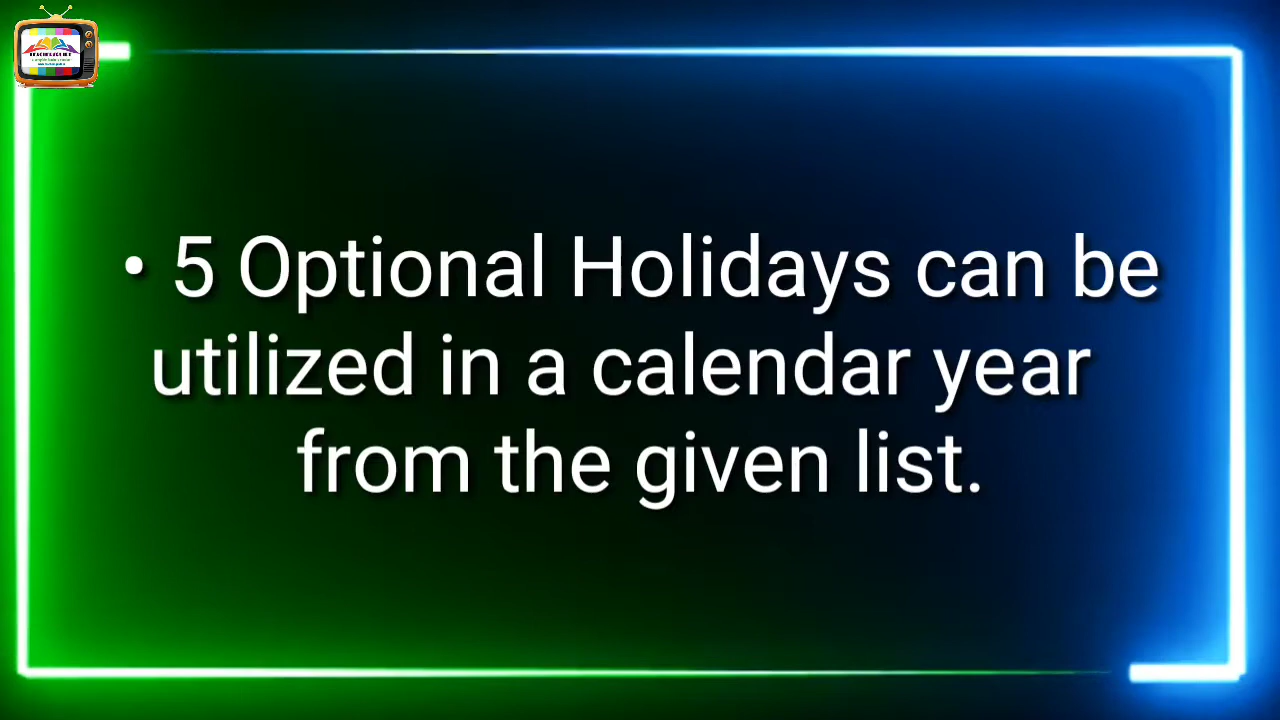 • 5 Optional Holidays can be
utilized in a calendar year
from the given list.